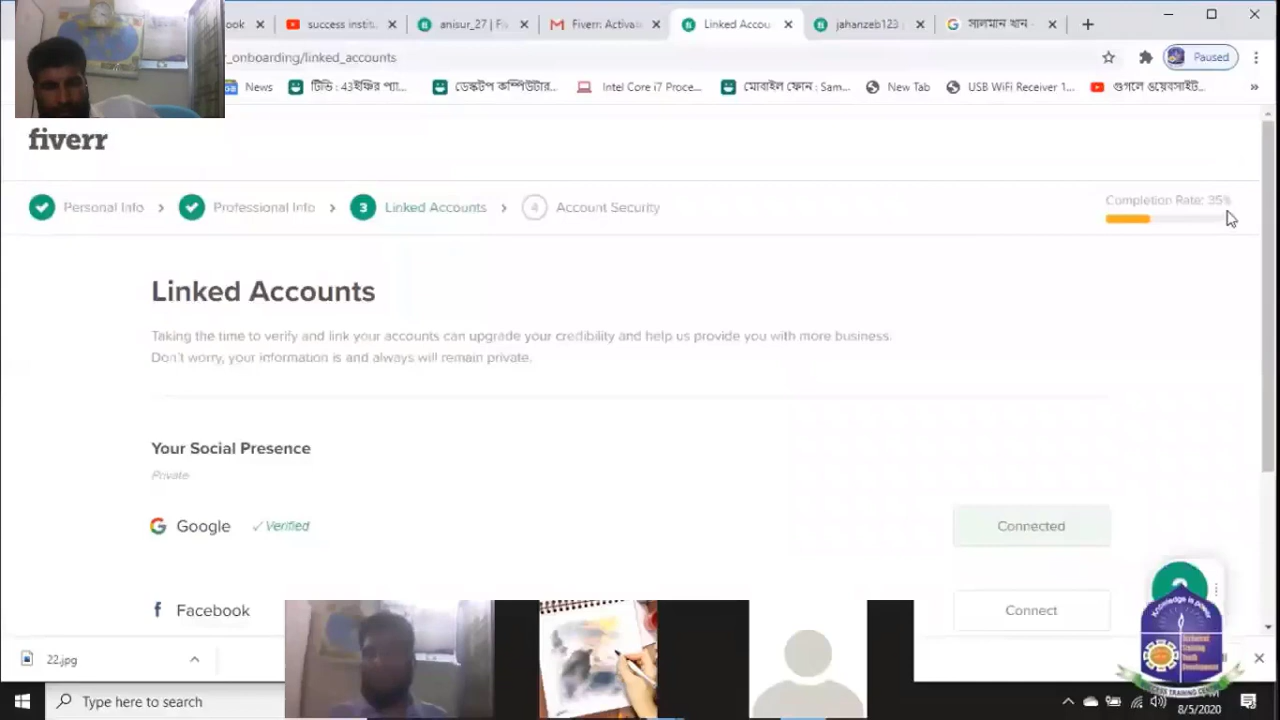 ook
success instit.
anisur_27 | Fi
Fiverr: Activa
Linked Accou
jahanzeb123
সালমান খান -
_onboarding/linked_accounts
Paused
News
টিভি : 43ইঞ্চির প্যা...
ডেস্কটপ কম্পিউটার...
Intel Core i7 Proce...
মোবাইল ফোন : Sam...
New Tab
USB WiFi Receiver 1...
গুগলে ওয়েবসাইট...
fiverr
Personal Info
Professional Info
3 Linked Accounts
4 Account Security
Completion Rate: 35%
Linked Accounts
Taking the time to verify and link your accounts can upgrade your credibility and help us provide you with more business.
Don't worry, your information is and always will remain private.
Your Social Presence
Private
Google Verified
Connected
Facebook
Connect
Knowledge is power
22.jpg
Type here to search
8/5/2020